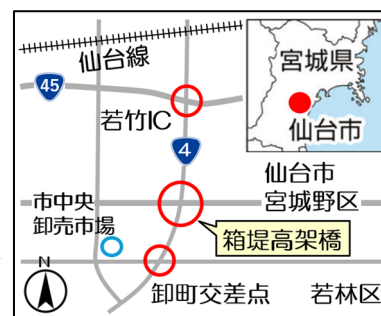 仙台線
45
若竹IC
4
宮城県
仙台市
仙台市
宮城野区
市中央
卸売市場
箱堤高架橋
N
卸町交差点
若林区